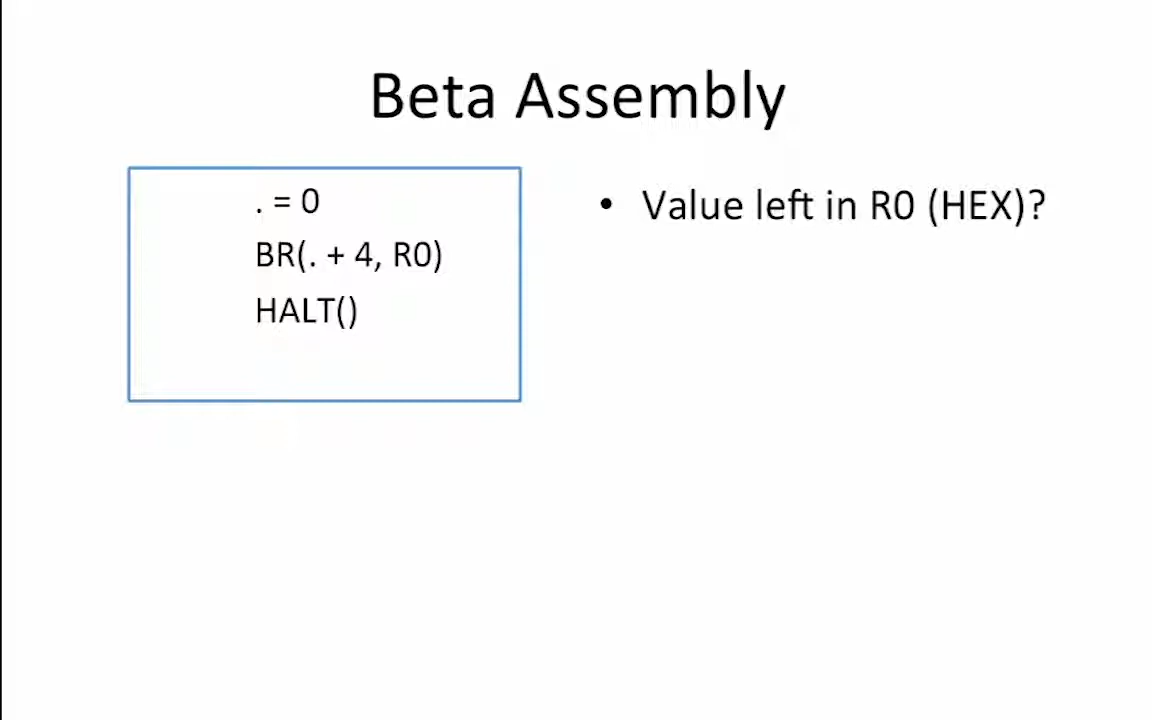 Beta Assembly
. = 0
BR(. + 4, R0)
HALT()
• Value left in R0 (HEX)?